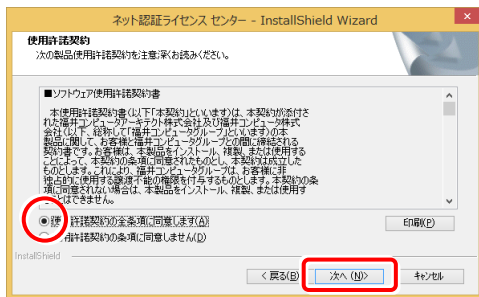 ネット認証ライセンス センター - InstallShield Wizard
使用許諾契約
次の製品使用許諾契約を注意深くお読みください。
■ソフトウェア使用許諾契約書
本使用許諾契約書(以下「本契約」といいます)は、本契約が添付さ
れた福井コンピュータアーキテクト株式会社及び福井コンピュータ株式
会社(以下、総称して「福井コンピュータグループ」といいます)の本
製品に関して、お客様と福井コンピュータグループとの間に締結される
契約書です。お客様は、本製品をインストール、複製、または使用する
ことによって、本契約の条項に同意されたものとし、本契約は成立した
ものとします。これにより、福井コンピュータグループは、お客様に非
独占的に使用する譲渡不能の権限を付与するものとします。本契約の条
項に同意されない場合は、本製品をインストール、複製、または使用す
ることはできません。
使用許諾契約の全条項に同意します(A)
用許諾契約の条項に同意しません(D)
印刷(P)
InstallShield
< 戻る(B)
次へ (N)>
キャンセル